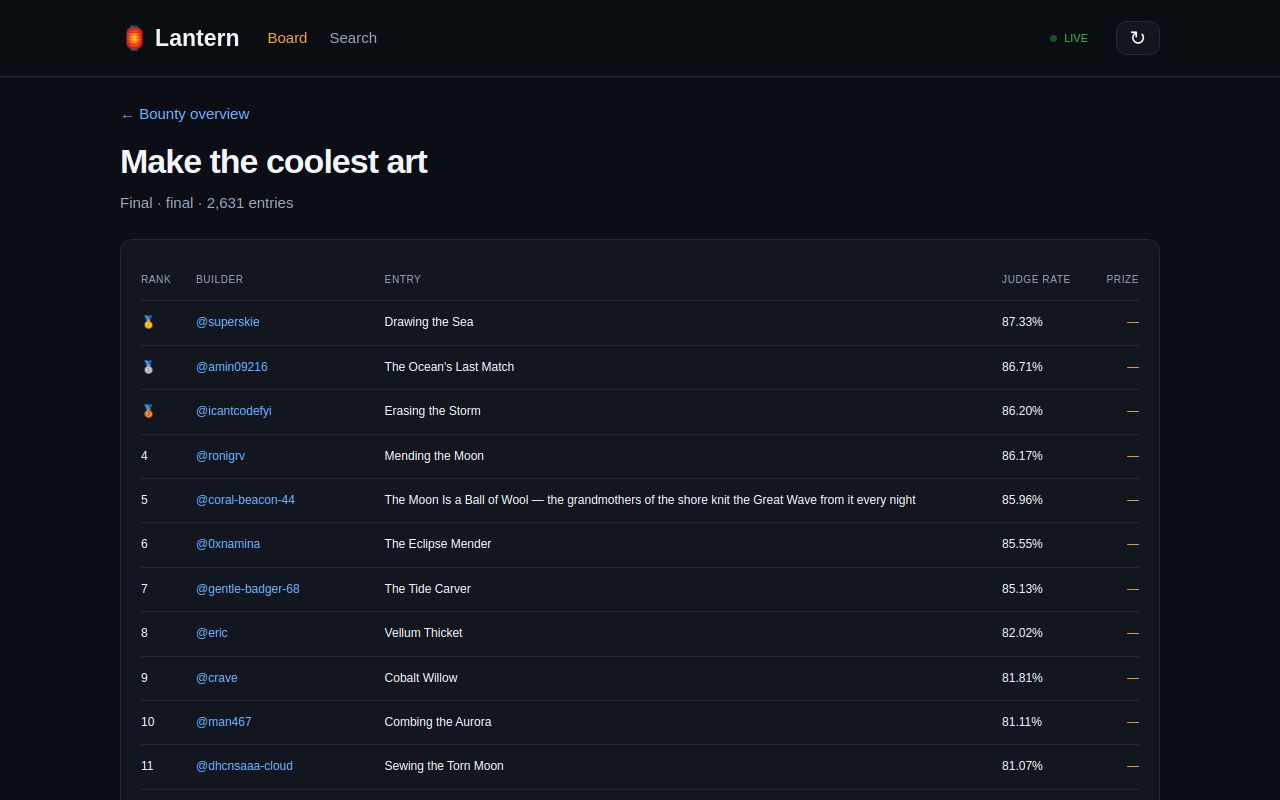 Lantern Board Search LIVE ↻
← Bounty overview
Make the coolest art
Final · final · 2,631 entries
RANK BUILDER ENTRY JUDGE RATE PRIZE
🥇 @superskie Drawing the Sea 87.33% —
🥈 @amin09216 The Ocean's Last Match 86.71% —
🥉 @icantcodefyi Erasing the Storm 86.20% —
4 @ronigrv Mending the Moon 86.17% —
5 @coral-beacon-44 The Moon Is a Ball of Wool — the grandmothers of the shore knit the Great Wave from it every night 85.96% —
6 @0xnamina The Eclipse Mender 85.55% —
7 @gentle-badger-68 The Tide Carver 85.13% —
8 @eric Vellum Thicket 82.02% —
9 @crave Cobalt Willow 81.81% —
10 @man467 Combing the Aurora 81.11% —
11 @dhcnsaaa-cloud Sewing the Torn Moon 81.07% —